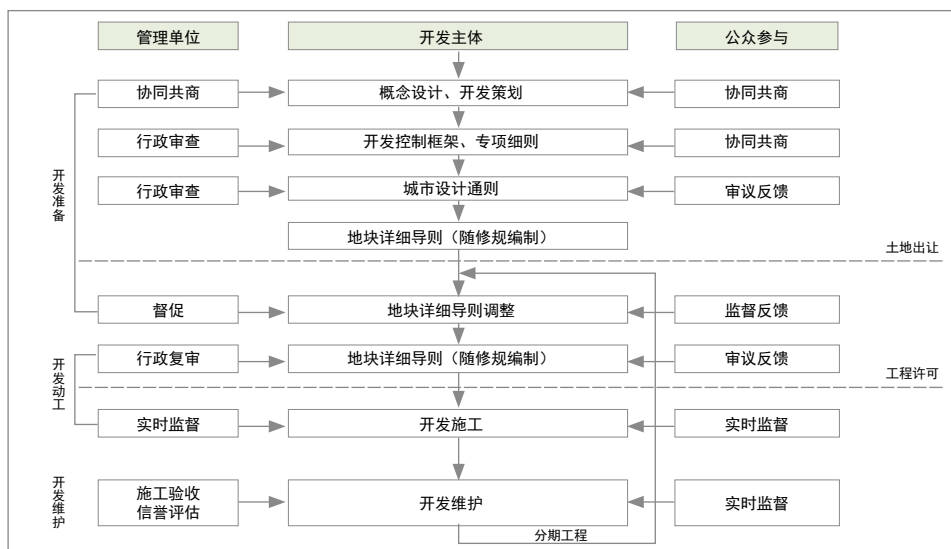 管理单位
开发主体
公众参与
协同共商
概念设计、开发策划
协同共商
行政审查
开发控制框架、专项细则
协同共商
开发准备
行政审查
城市设计通则
审议反馈
地块详细导则（随修规编制）
土地出让
督促
地块详细导则调整
监督反馈
开发动工
行政复审
地块详细导则（随修规编制）
审议反馈
工程许可
实时监督
开发施工
实时监督
开发维护
施工验收
信誉评估
开发维护
实时监督
分期工程